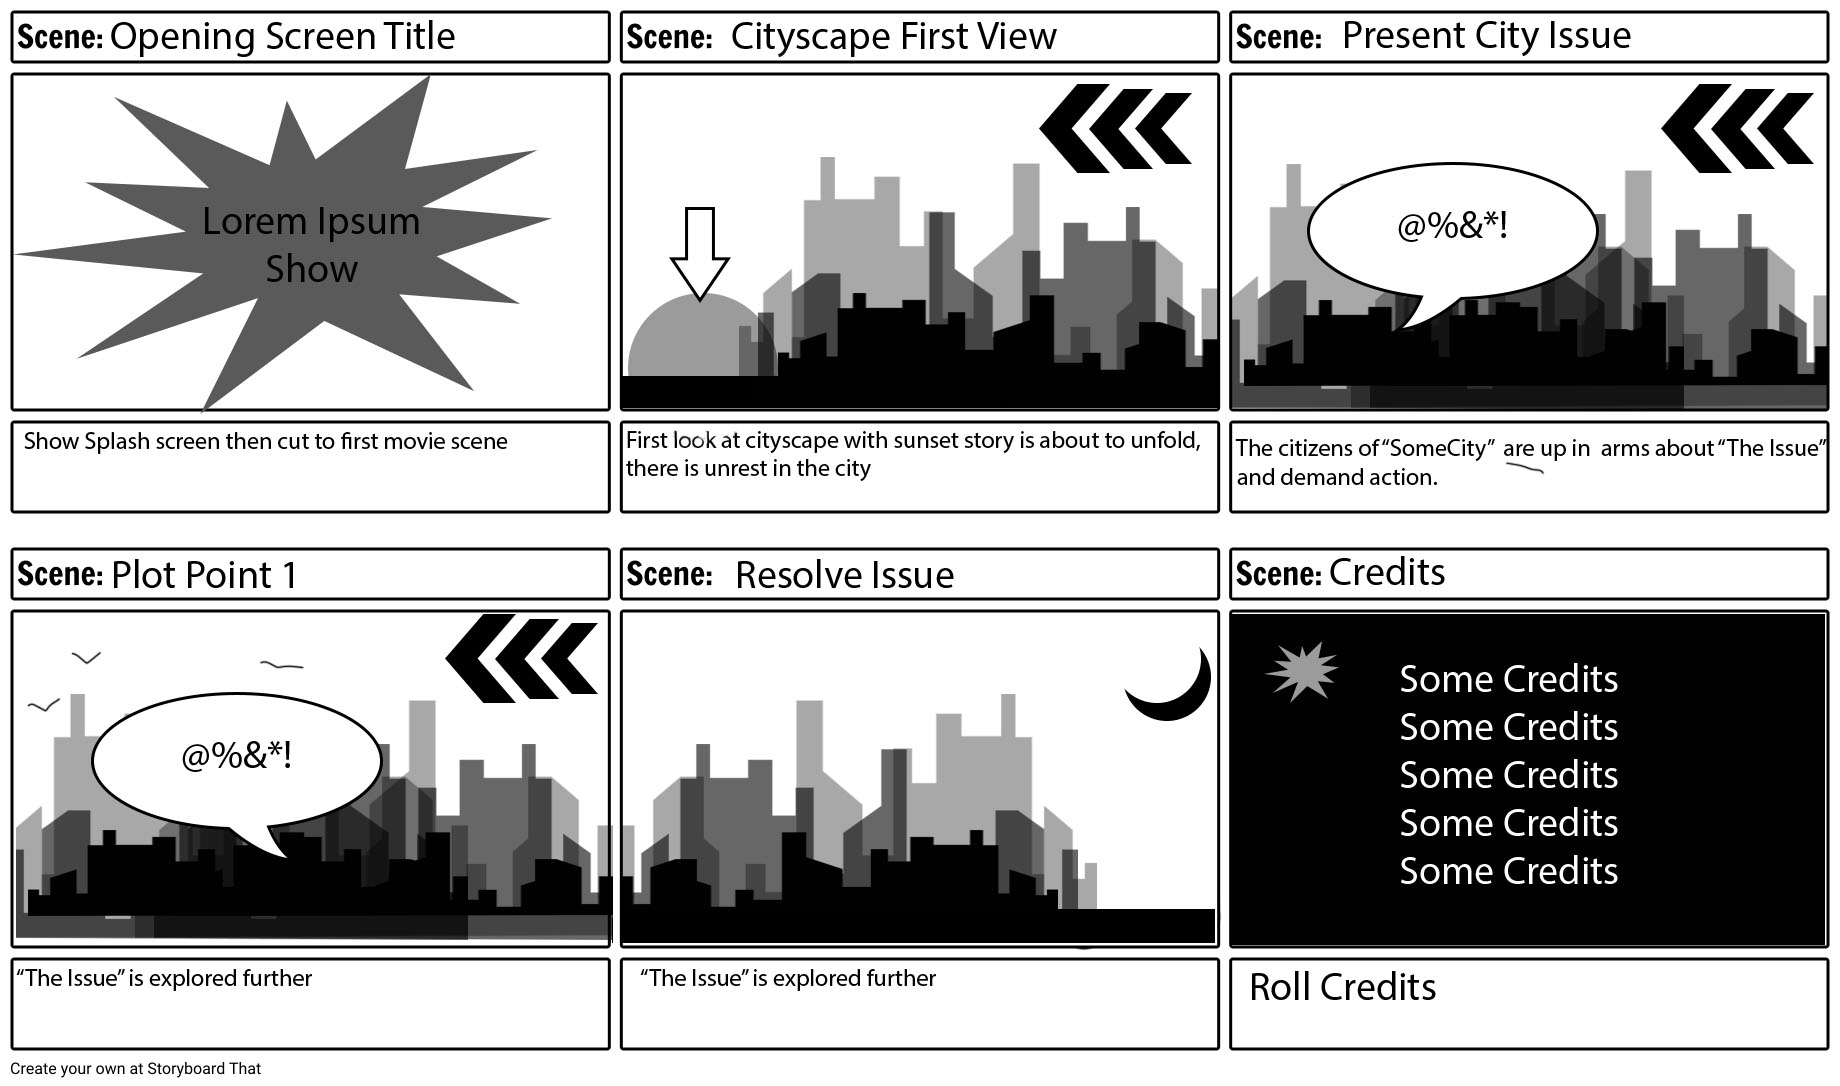 Scene: Opening Screen Title
Scene: Cityscape First View
Scene: Present City Issue
Lorem Ipsum
Show
@%&*!
Show Splash screen then cut to first movie scene
First look at cityscape with sunset story is about to unfold,
there is unrest in the city
The citizens of "SomeCity" are up in arms about "The Issue"
and demand action.
Scene: Plot Point 1
Scene: Resolve Issue
Scene: Credits
@%&*!
Some Credits
Some Credits
Some Credits
Some Credits
Some Credits
"The Issue" is explored further
"The Issue" is explored further
Roll Credits
Create your own at Storyboard That